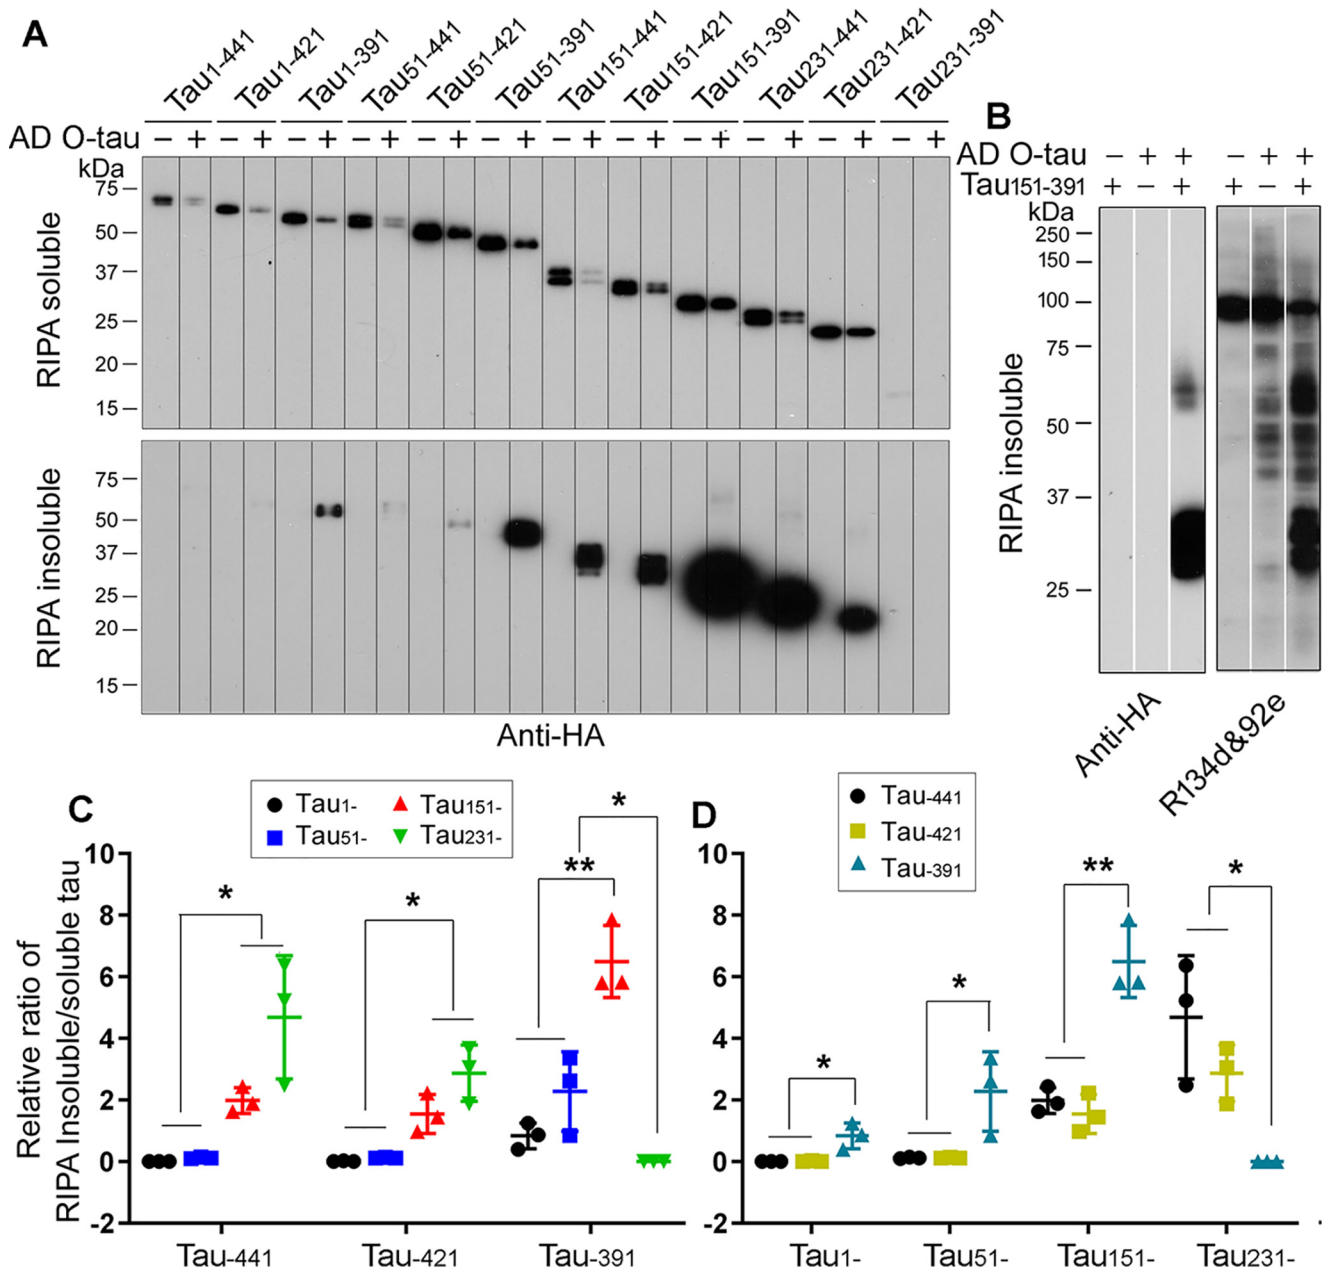 A
Tau1-441 Tau1-421 Tau1-391 Tau51-441 Tau51-421 Tau51-391 Tau151-441 Tau151-421 Tau151-391 Tau231-441 Tau231-421 Tau231-391
AD O-tau − + − + − + − + − + − + − + − + − + − + − + − +
kDa
75
50
37
25
20
15
RIPA soluble
75
50
37
25
20
15
RIPA insoluble
Anti-HA
B
AD O-tau − + + − + +
Tau151-391 + − + + − +
kDa
250
150
100
75
50
37
25
RIPA insoluble
Anti-HA R134d&92e
C
Tau1- Tau151-
Tau51- Tau231-
Relative ratio of
RIPA Insoluble/soluble tau
10
8
6
4
2
0
-2
* * ** *
Tau-441 Tau-421 Tau-391
D
Tau-441
Tau-421
Tau-391
10
8
6
4
2
0
-2
* * ** *
Tau1- Tau51- Tau151- Tau231-